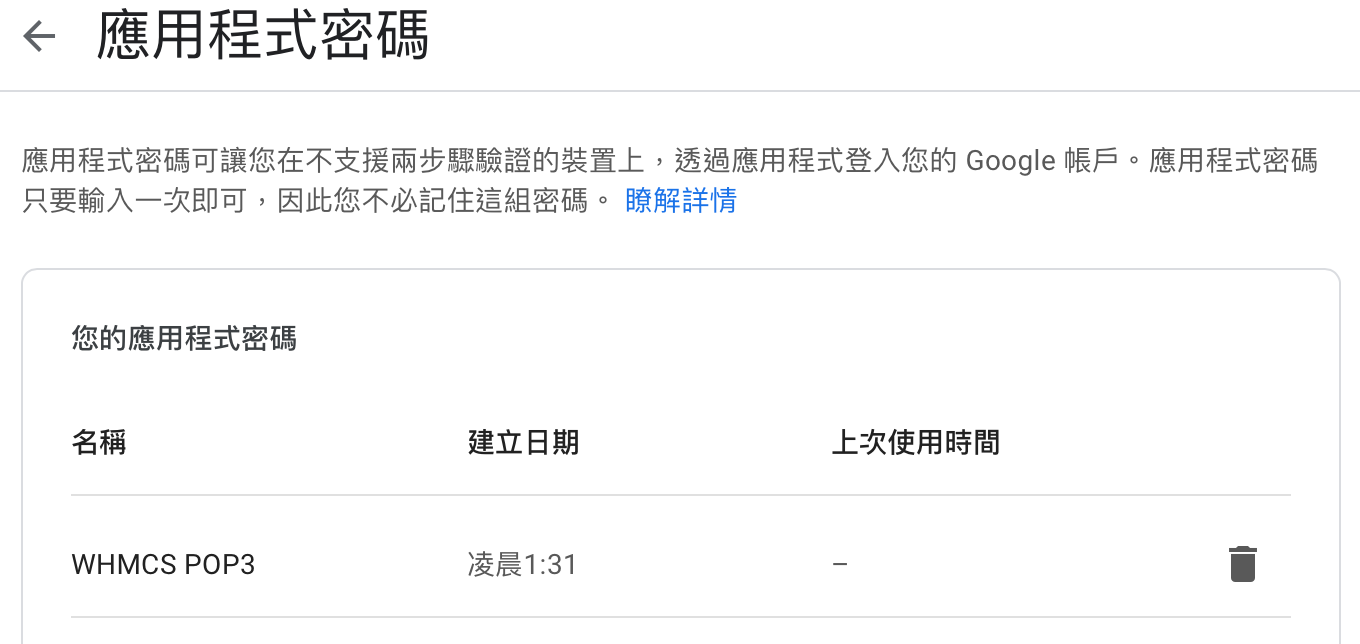 應用程式密碼
應用程式密碼可讓您在不支援兩步驟驗證的裝置上，透過應用程式登入您的 Google 帳戶。應用程式密碼
只要輸入一次即可，因此您不必記住這組密碼。 瞭解詳情
您的應用程式密碼
名稱 建立日期 上次使用時間
WHMCS POP3 凌晨1:31 –